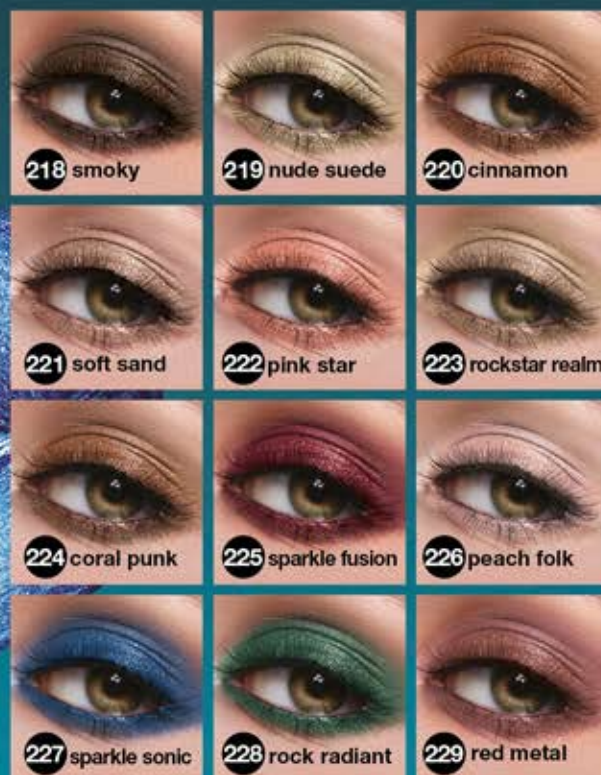 218 smoky
219 nude suede
220 cinnamon
221 soft sand
222 pink star
223 rockstar realm
224 coral punk
225 sparkle fusion
226 peach folk
227 sparkle sonic
228 rock radiant
229 red metal